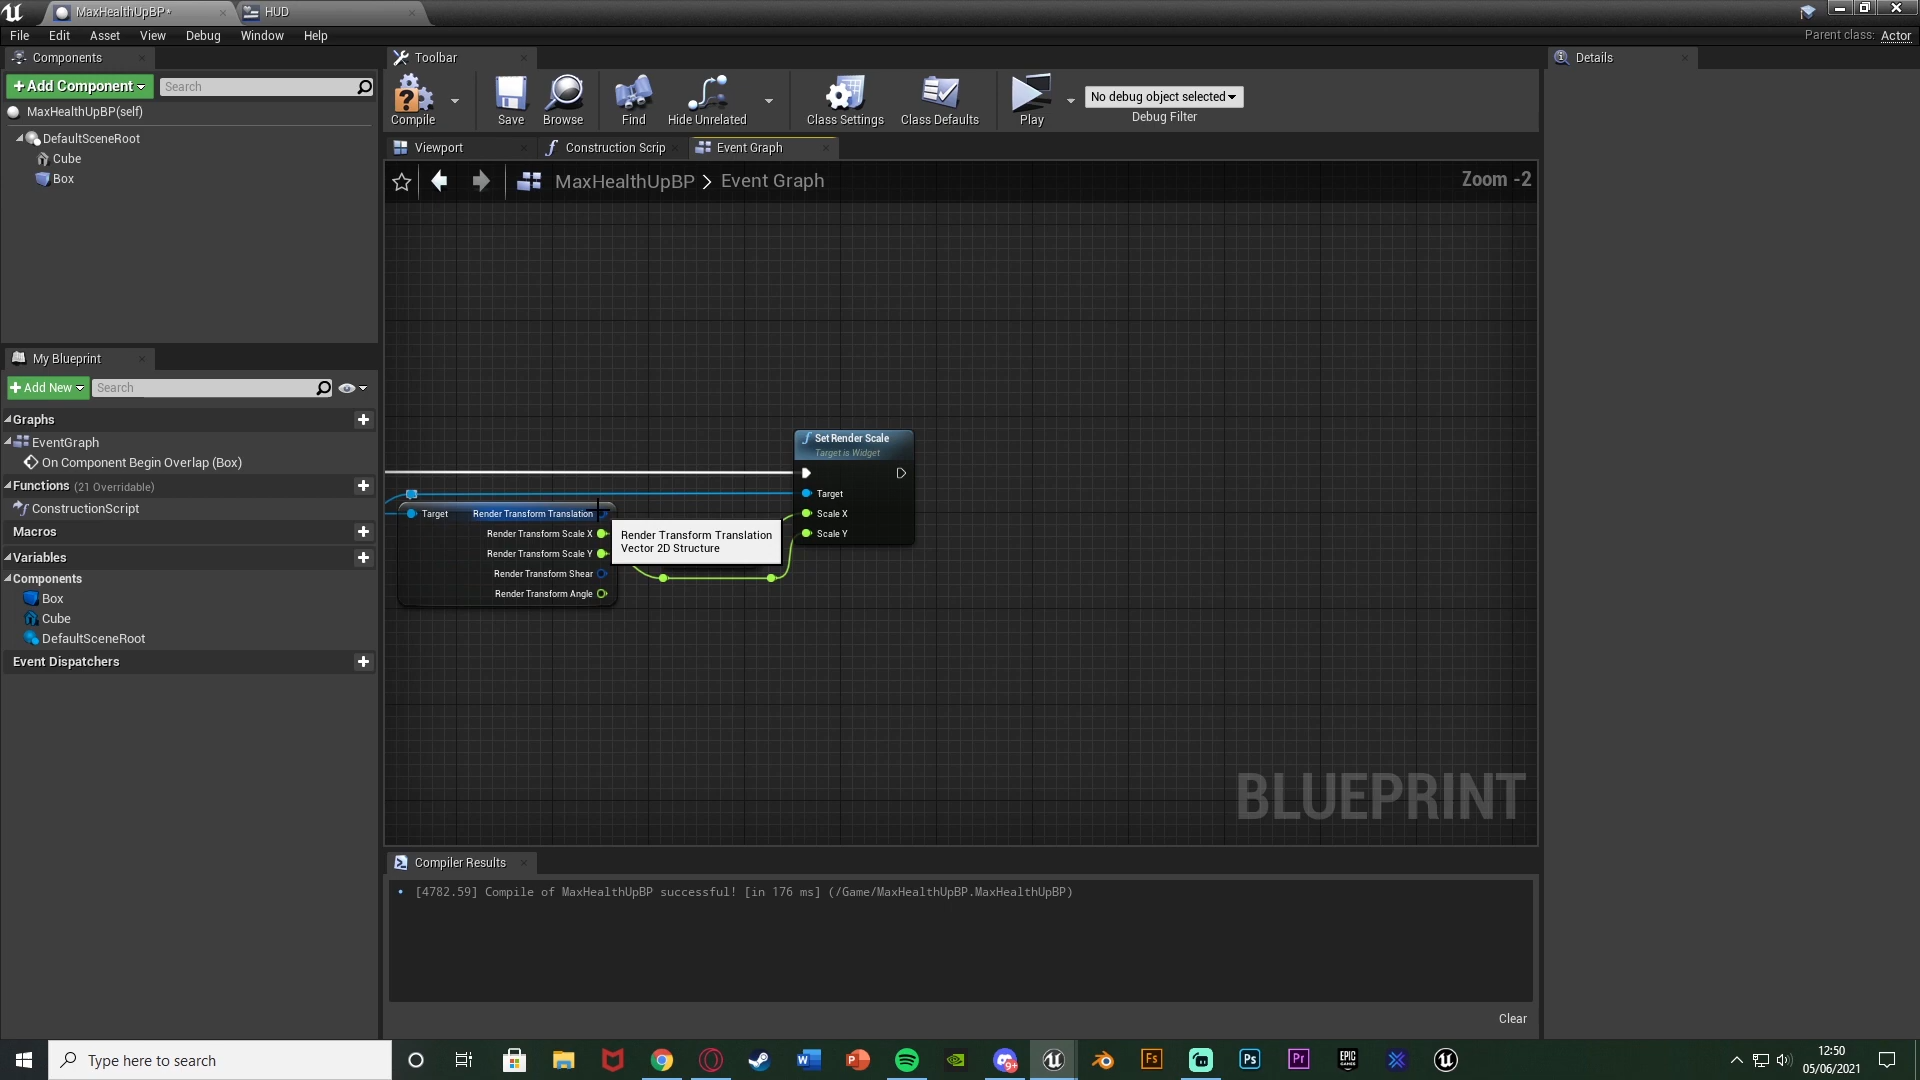 MaxHealthUpBP*
HUD
File Edit Asset View Debug Window Help
Parent class: Actor
Components
Toolbar
Details
+Add Component
Search
MaxHealthUpBP(self)
DefaultSceneRoot
Cube
Box
Compile
Save
Browse
Find
Hide Unrelated
Class Settings
Class Defaults
Play
No debug object selected
Debug Filter
Viewport
Construction Scrip
Event Graph
MaxHealthUpBP > Event Graph
Zoom -2
My Blueprint
+Add New
Search
Graphs
EventGraph
On Component Begin Overlap (Box)
Functions (21 Overridable)
ConstructionScript
Macros
Variables
Components
Box
Cube
DefaultSceneRoot
Event Dispatchers
Set Render Scale
Target is Widget
Target
Scale X
Scale Y
Target
Render Transform Translation
Render Transform Scale X
Render Transform Scale Y
Render Transform Shear
Render Transform Angle
Render Transform Translation
Vector 2D Structure
BLUEPRINT
Compiler Results
[4782.59] Compile of MaxHealthUpBP successful! [in 176 ms] (/Game/MaxHealthUpBP.MaxHealthUpBP)
Clear
Type here to search
12:50
05/06/2021